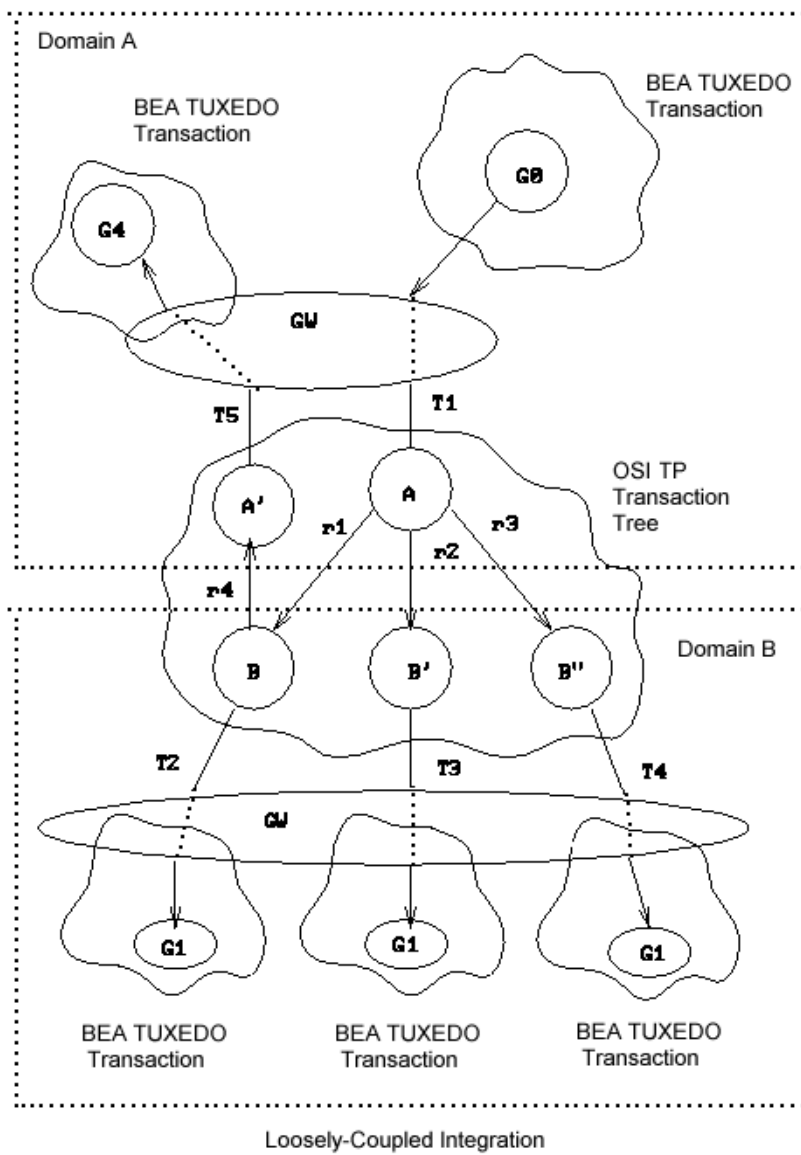 Domain A
BEA TUXEDO
Transaction
BEA TUXEDO
Transaction
G0
G4
GW
T5
T1
OSI TP
Transaction
Tree
A'
A
r1
r2
r3
r4
Domain B
B
B'
B"
T2
T3
T4
GW
G1
G1
G1
BEA TUXEDO
Transaction
BEA TUXEDO
Transaction
BEA TUXEDO
Transaction
Loosely-Coupled Integration